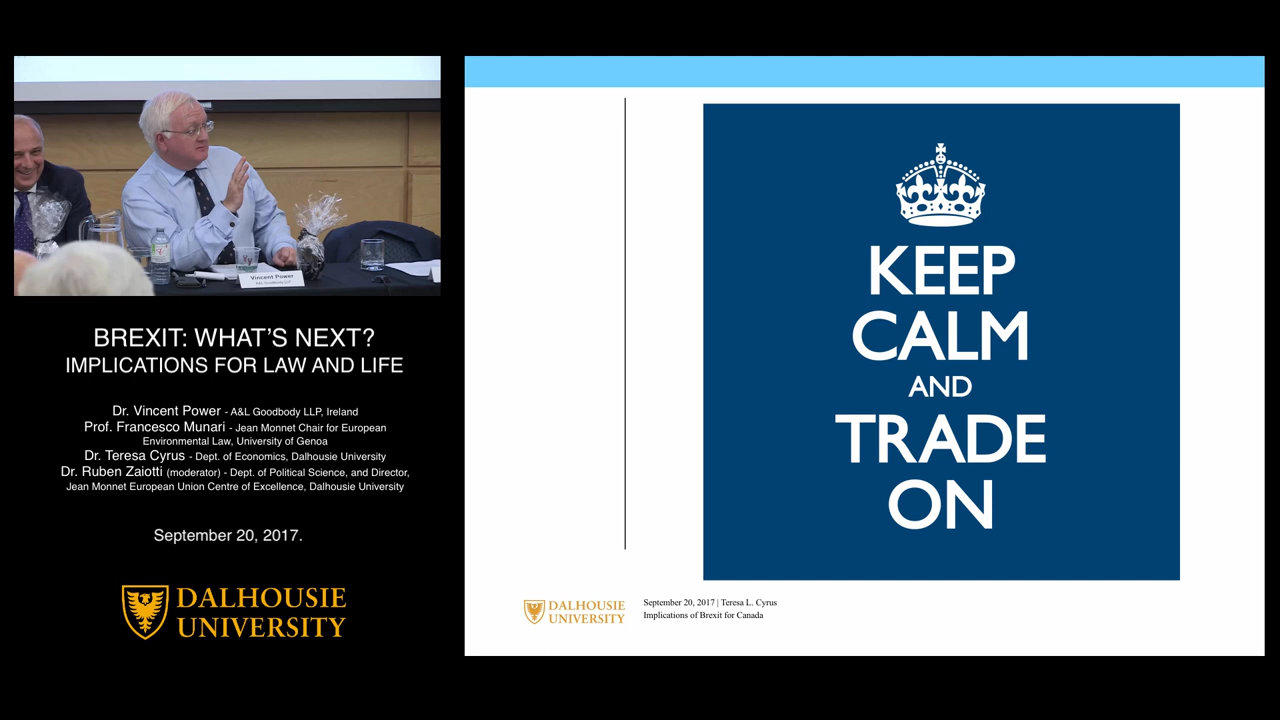 Vincent Power
A&L Goodbody LLP
BREXIT: WHAT'S NEXT?
IMPLICATIONS FOR LAW AND LIFE
Dr. Vincent Power - A&L Goodbody LLP, Ireland
Prof. Francesco Munari - Jean Monnet Chair for European
Environmental Law, University of Genoa
Dr. Teresa Cyrus - Dept. of Economics, Dalhousie University
Dr. Ruben Zaiotti (moderator) - Dept. of Political Science, and Director,
Jean Monnet European Union Centre of Excellence, Dalhousie University
September 20, 2017.
DALHOUSIE
UNIVERSITY
KEEP
CALM
AND
TRADE
ON
DALHOUSIE
UNIVERSITY
September 20, 2017 | Teresa L. Cyrus
Implications of Brexit for Canada